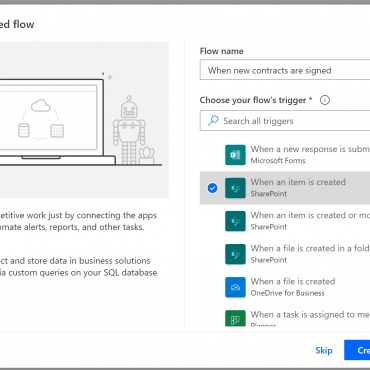 ed flow
Flow name
When new contracts are signed
Choose your flow's trigger *
Search all triggers
When a new response is subm
Microsoft Forms
When an item is created
SharePoint
When an item is created or mo
SharePoint
When a file is created in a fold
SharePoint
When a file is created
OneDrive for Business
When a task is assigned to me
Planner
etitive work just by connecting the apps
omate alerts, reports, and other tasks.
ect and store data in business solutions
ia custom queries on your SQL database
Skip
Cre